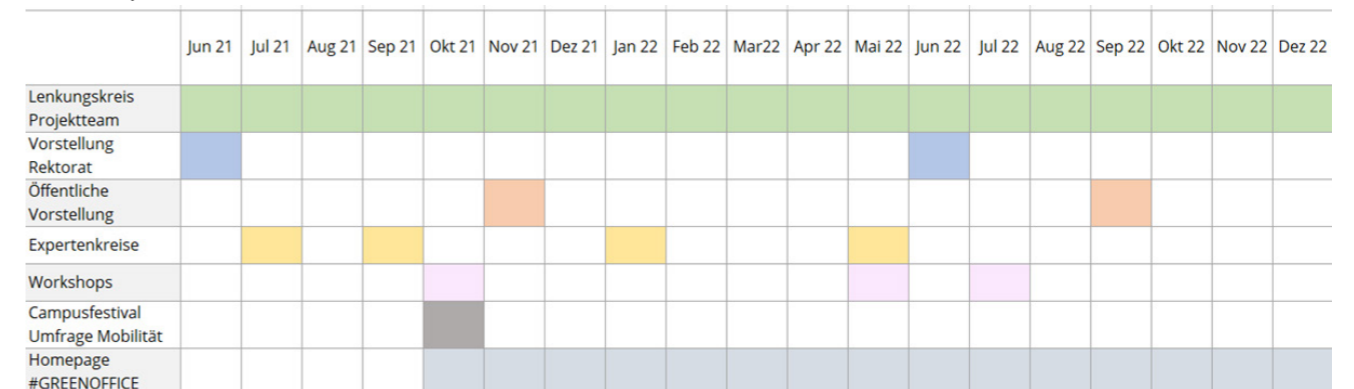 Jun 21 Jul 21 Aug 21 Sep 21 Okt 21 Nov 21 Dez 21 Jan 22 Feb 22 Mar22 Apr 22 Mai 22 Jun 22 Jul 22 Aug 22 Sep 22 Okt 22 Nov 22 Dez 22
Lenkungskreis
Projektteam
Vorstellung
Rektorat
Öffentliche
Vorstellung
Expertenkreise
Workshops
Campusfestival
Umfrage Mobilität
Homepage
#GREENOFFICE